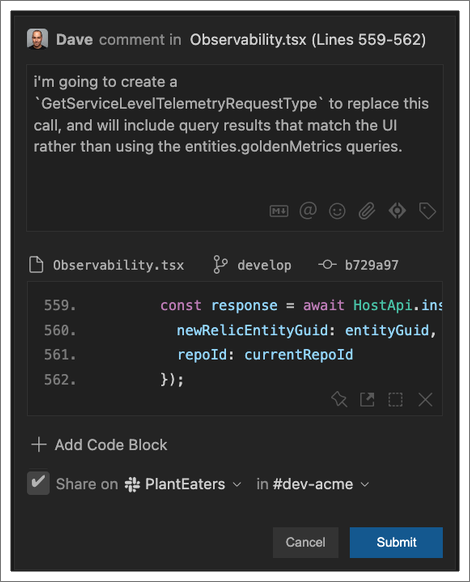 Dave comment in Observability.tsx (Lines 559-562)
i'm going to create a
`GetServiceLevelTelemetryRequestType` to replace this
call, and will include query results that match the UI
rather than using the entities.goldenMetrics queries.
Observability.tsx develop b729a97
559. const response = await HostApi.ins
560. newRelicEntityGuid: entityGuid,
561. repoId: currentRepoId
562. });
+ Add Code Block
Share on PlantEaters in #dev-acme
Cancel Submit